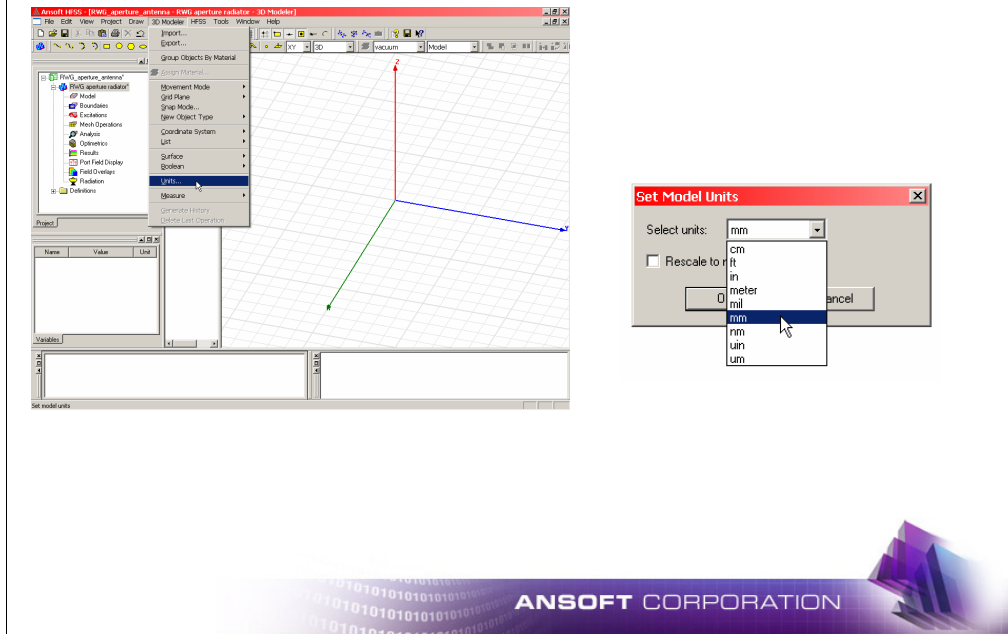 Ansoft HFSS - [RWG_aperture_antenna - RWG aperture radiator - 3D Modeler]
File Edit View Project Draw 3D Modeler HFSS Tools Window Help
XY 3D vacuum Model
Import...
Export...
Group Objects By Material
Assign Material...
Movement Mode
Grid Plane
Snap Mode...
New Object Type
Coordinate System
List
Surface
Boolean
Units...
Measure
Generate History
Delete Last Operation
RWG_aperture_antenna*
RWG aperture radiator*
Model
Boundaries
Excitations
Mesh Operations
Analysis
Optimetrics
Results
Port Field Display
Field Overlays
Radiation
Definitions
Project
Name Value Unit
Variables
Z
Y
Set model units
Set Model Units
Select units: mm
Rescale to
cm
ft
in
meter
mil
mm
nm
uin
um
ancel
ANSOFT CORPORATION